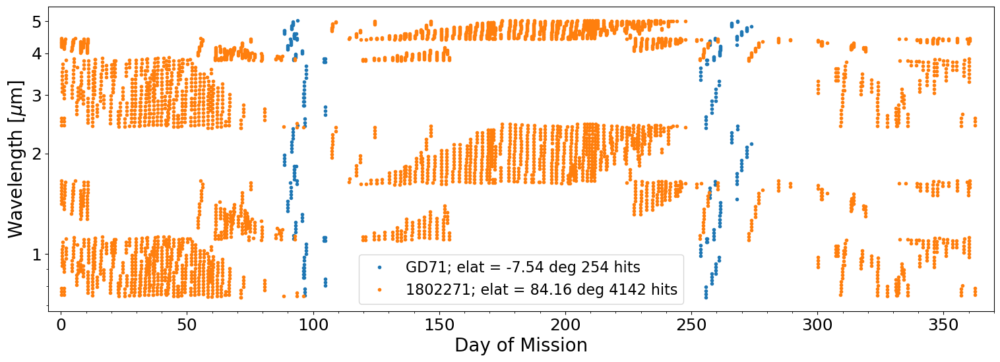 Wavelength [μm]
5
4
3
2
1
GD71; elat = -7.54 deg 254 hits
1802271; elat = 84.16 deg 4142 hits
0 50 100 150 200 250 300 350
Day of Mission